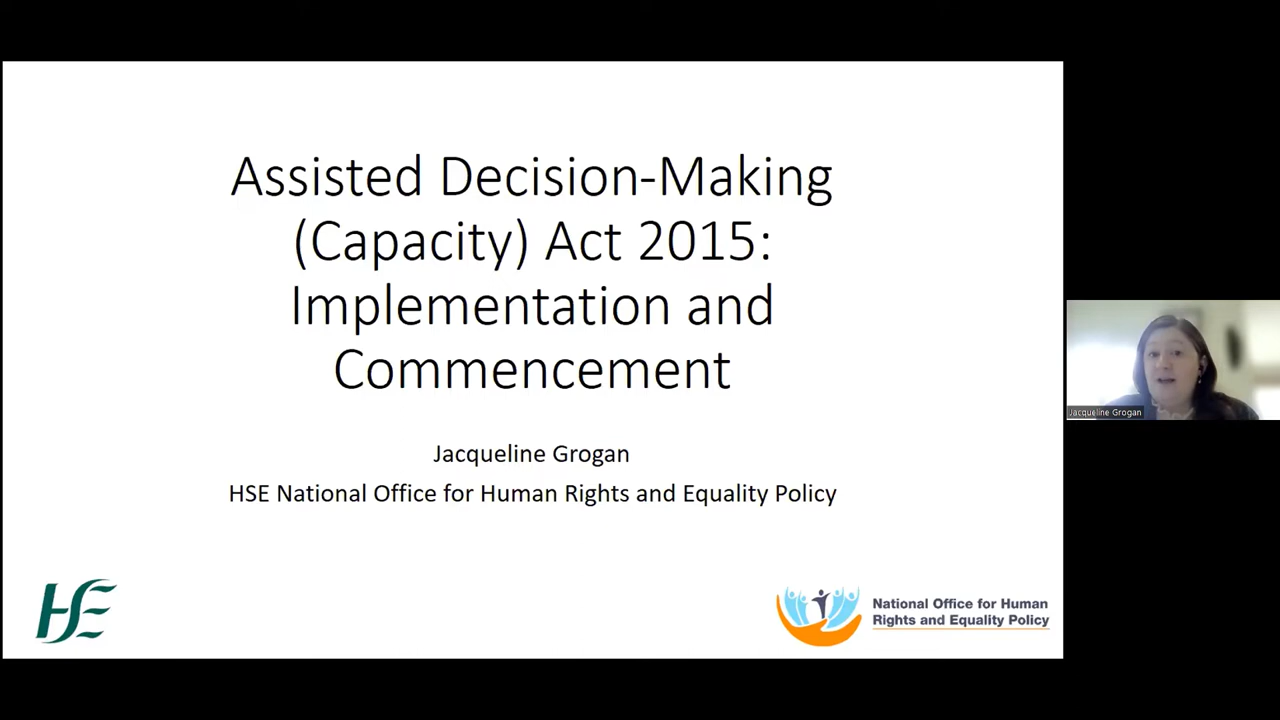 Assisted Decision-Making
(Capacity) Act 2015:
Implementation and
Commencement
Jacqueline Grogan
HSE National Office for Human Rights and Equality Policy
HSE
National Office for Human
Rights and Equality Policy
Jacqueline Grogan